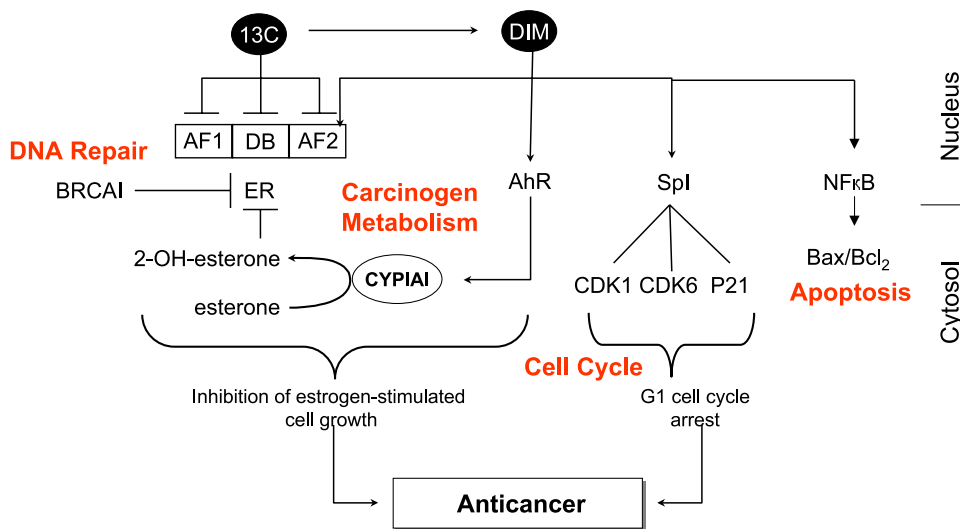 13C
DIM
AF1 DB AF2
DNA Repair
BRCAI
ER
Carcinogen
Metabolism
AhR
SpI
NFκB
Nucleus
2-OH-esterone
CYPIAI
esterone
CDK1 CDK6 P21
Bax/Bcl2
Apoptosis
Cytosol
Cell Cycle
Inhibition of estrogen-stimulated
cell growth
G1 cell cycle
arrest
Anticancer